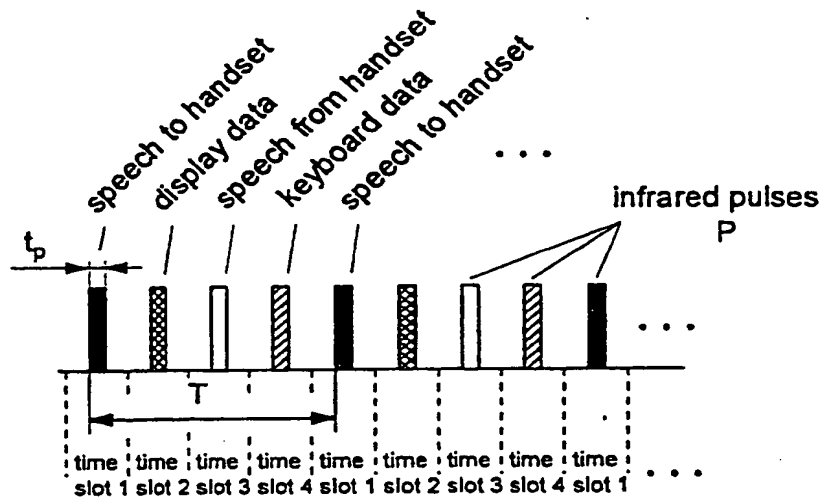 speech to handset
display data
speech from handset
keyboard data
speech to handset
. . .
infrared pulses
P
tp
. . .
T
time slot 1
time slot 2
time slot 3
time slot 4
time slot 1
time slot 2
time slot 3
time slot 4
time slot 1
. . .